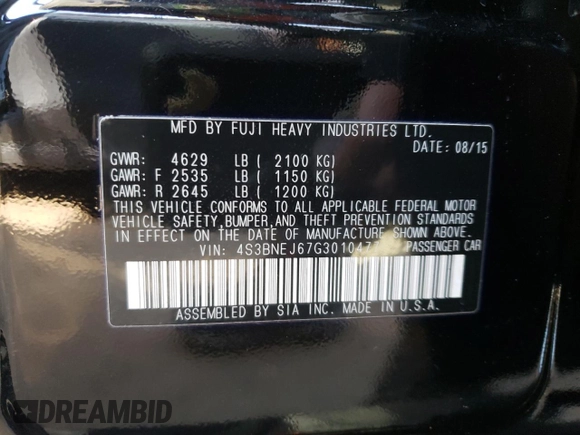 MFD BY FUJI HEAVY INDUSTRIES LTD.
DATE: 08/15
GVWR: 4629 LB ( 2100 KG)
GAWR: F 2535 LB ( 1150 KG)
GAWR: R 2645 LB ( 1200 KG)
THIS VEHICLE CONFORMS TO ALL APPLICABLE FEDERAL MOTOR
VEHICLE SAFETY,BUMPER,AND THEFT PREVENTION STANDARDS
IN EFFECT ON THE DATE OF MANUFACTURE SHOWN ABOVE.
VIN: PASSENGER CAR
ASSEMBLED BY SIA INC. MADE IN U.S.A.
DREAMBID